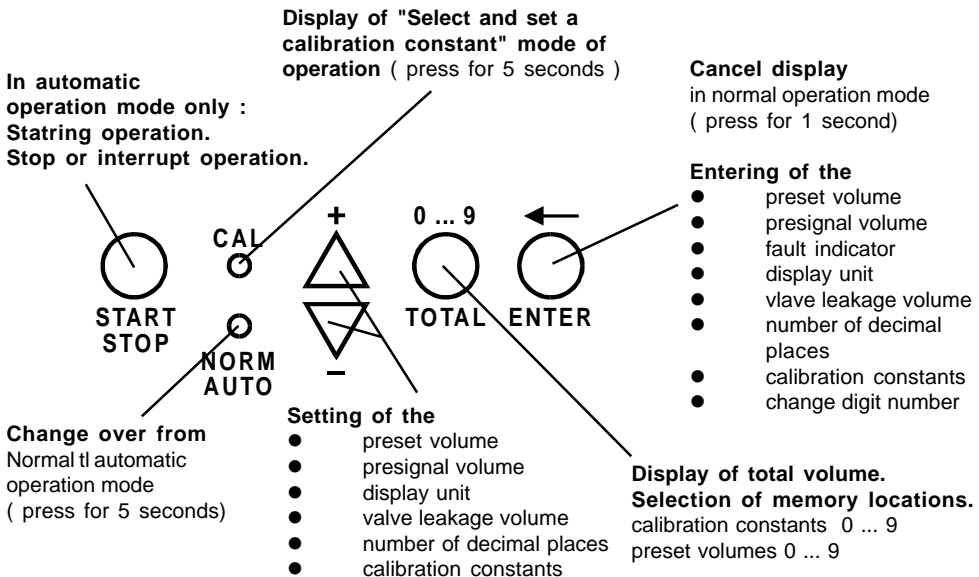 Display of "Select and set a
calibration constant" mode of
operation ( press for 5 seconds )
In automatic
operation mode only :
Statring operation.
Stop or interrupt operation.
Cancel display
in normal operation mode
( press for 1 second)
Entering of the
● preset volume
● presignal volume
● fault indicator
● display unit
● vlave leakage volume
● number of decimal
places
● calibration constants
● change digit number
+
0 ... 9
CAL
START
STOP
NORM
AUTO
–
TOTAL
ENTER
Change over from
Normal tl automatic
operation mode
( press for 5 seconds)
Setting of the
● preset volume
● presignal volume
● display unit
● valve leakage volume
● number of decimal places
● calibration constants
Display of total volume.
Selection of memory locations.
calibration constants 0 ... 9
preset volumes 0 ... 9